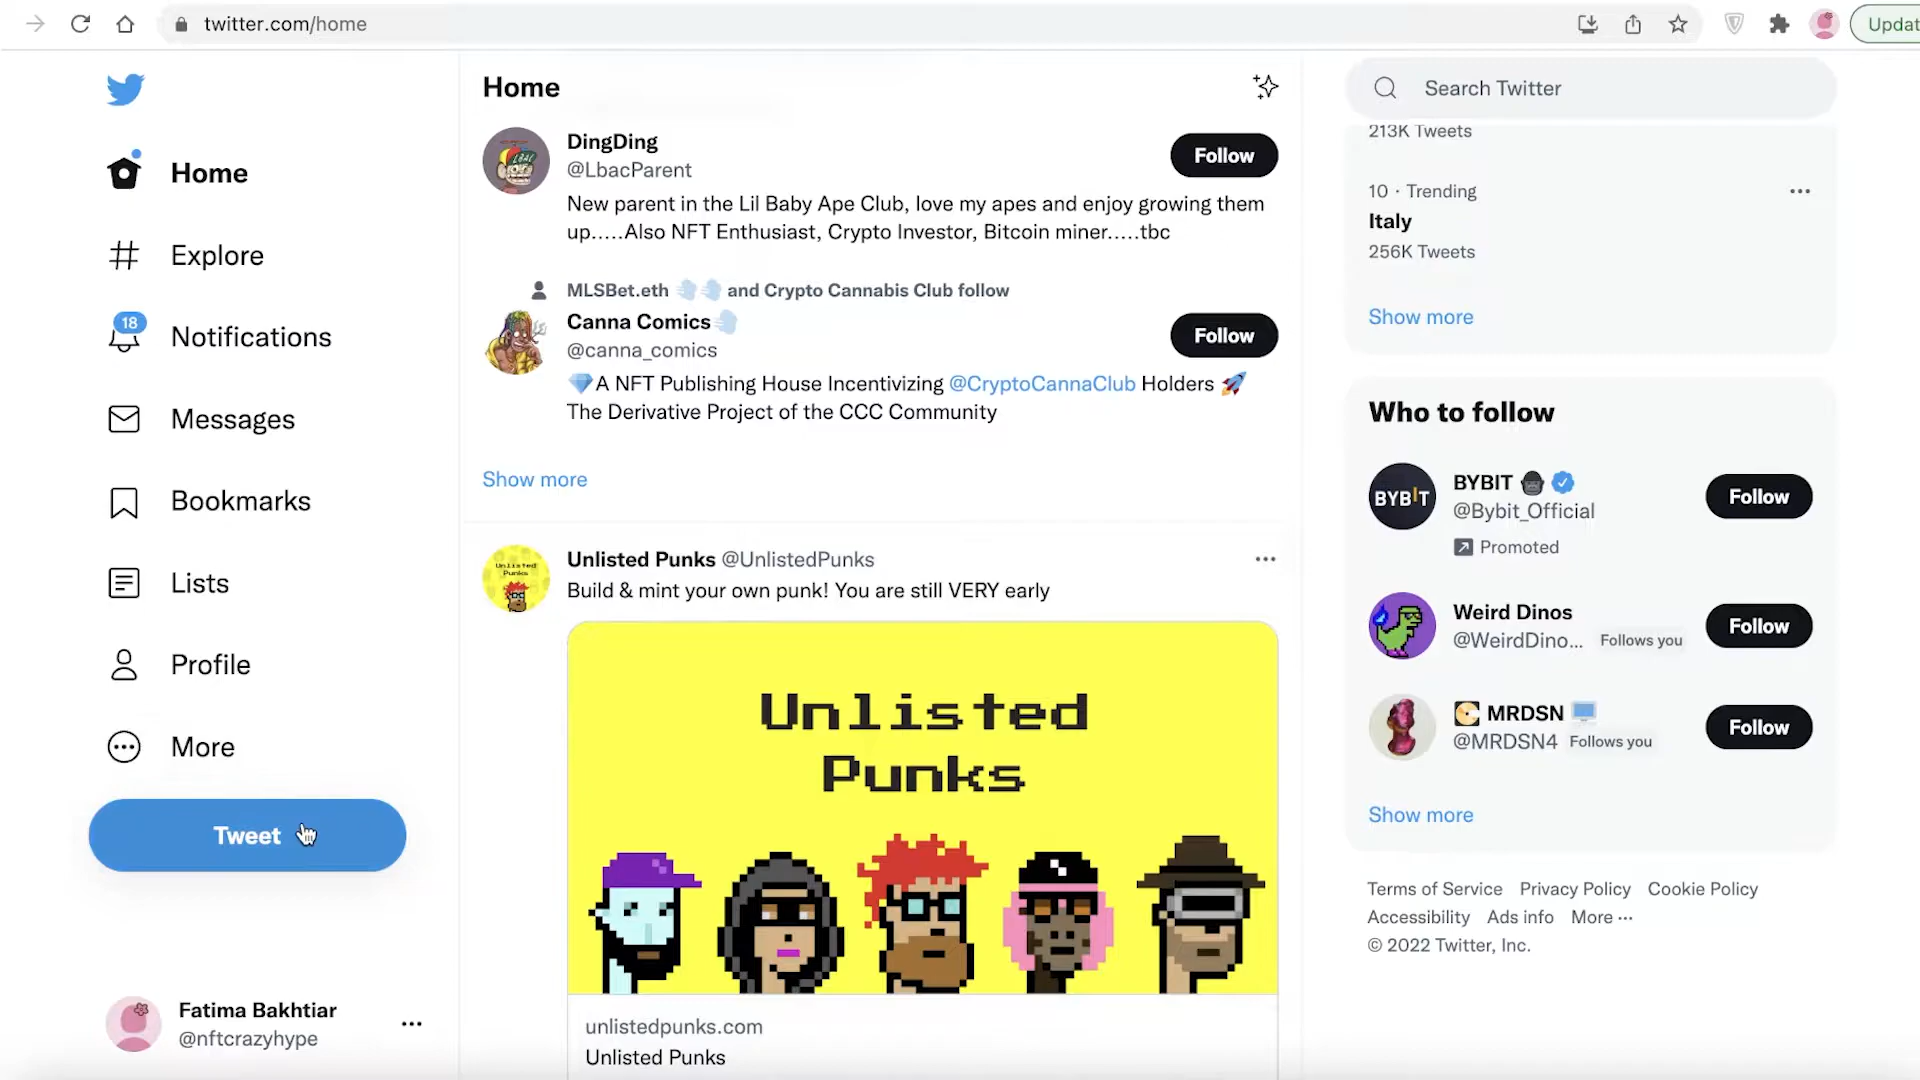 twitter.com/home
Updat
Home
Explore
18
Notifications
Messages
Bookmarks
Lists
Profile
More
Tweet
Fatima Bakhtiar
@nftcrazyhype
Home
DingDing
@LbacParent
Follow
New parent in the Lil Baby Ape Club, love my apes and enjoy growing them
up.....Also NFT Enthusiast, Crypto Investor, Bitcoin miner.....tbc
MLSBet.eth 💨💨 and Crypto Cannabis Club follow
Canna Comics💨
@canna_comics
Follow
💎A NFT Publishing House Incentivizing @CryptoCannaClub Holders 🚀
The Derivative Project of the CCC Community
Show more
Unlisted
Punks
Unlisted Punks @UnlistedPunks
Build & mint your own punk! You are still VERY early
Unlisted
Punks
unlistedpunks.com
Unlisted Punks
Search Twitter
213K Tweets
10 · Trending
Italy
256K Tweets
Show more
Who to follow
BYBIT
BYBIT 🦍
@Bybit_Official
Follow
Promoted
Weird Dinos
@WeirdDino... Follows you
Follow
MRDSN 🖥️
@MRDSN4 Follows you
Follow
Show more
Terms of Service Privacy Policy Cookie Policy
Accessibility Ads info More ···
© 2022 Twitter, Inc.